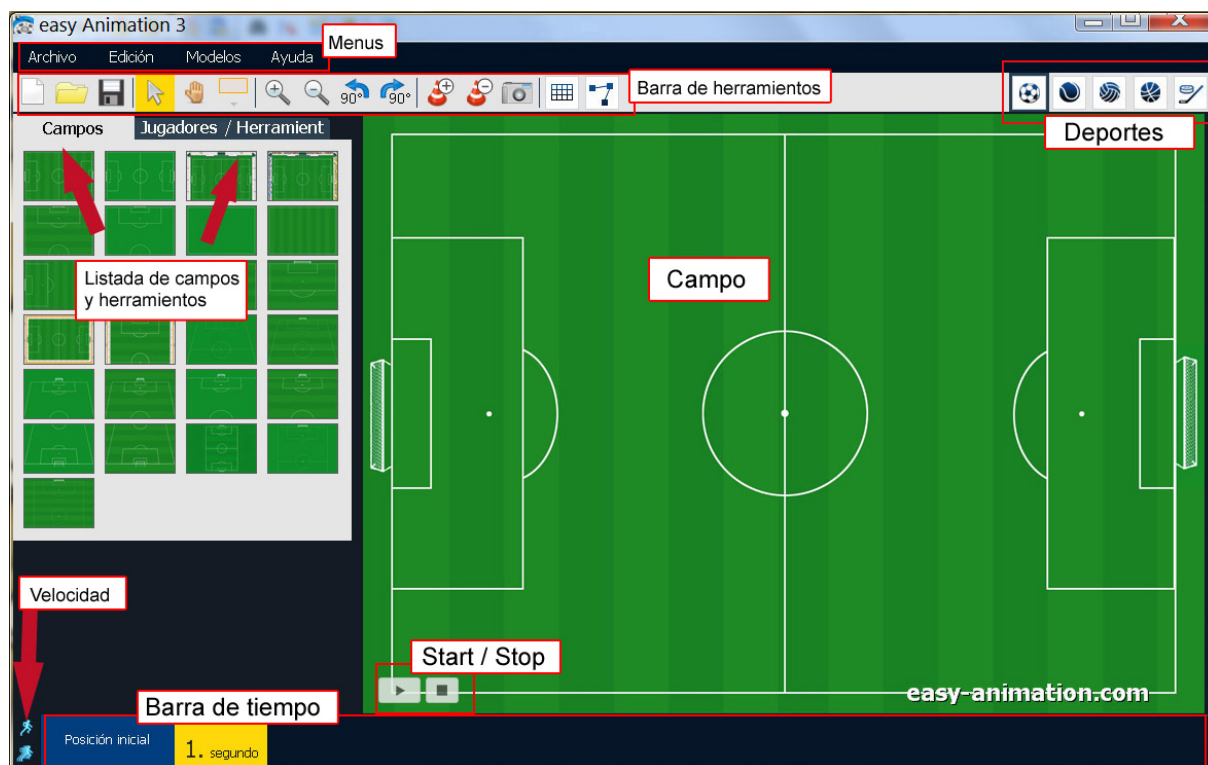 easy Animation 3
Menus
Archivo Edición Modelos Ayuda
90° 90°
Barra de herramientos
Deportes
Campos Jugadores / Herramient
Listada de campos
y herramientos
Campo
Velocidad
Start / Stop
easy-animation.com
Barra de tiempo
Posición inicial
1. segundo